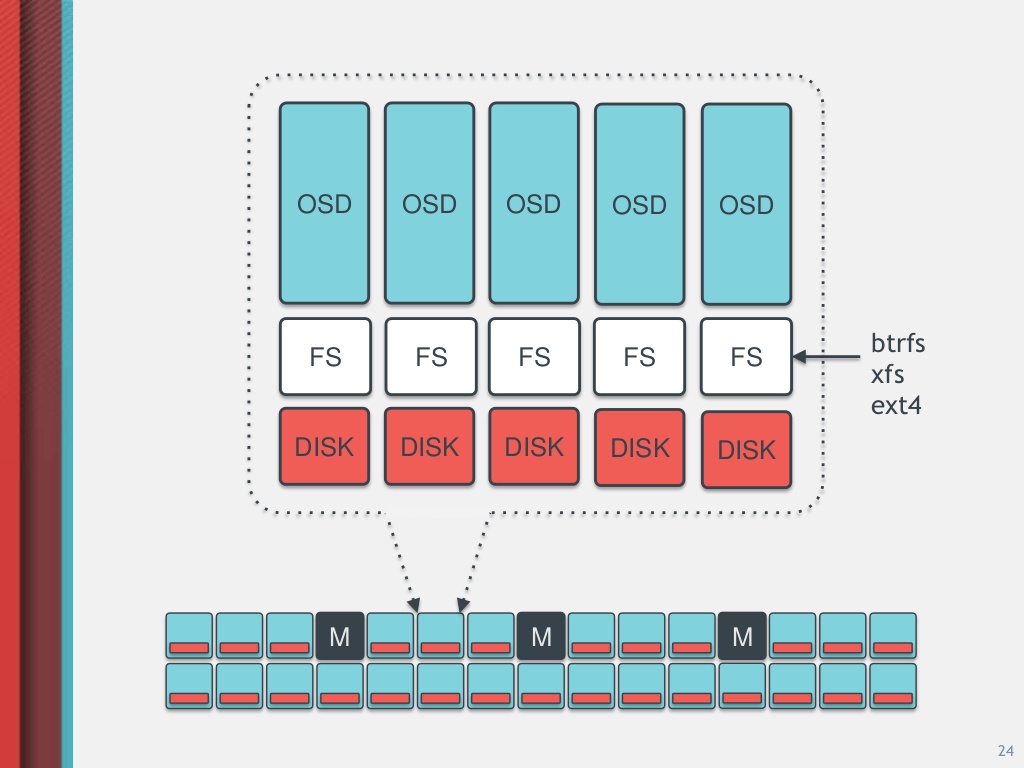 OSD OSD OSD OSD OSD
FS FS FS FS FS
btrfs
xfs
ext4
DISK DISK DISK DISK DISK
M M M
24